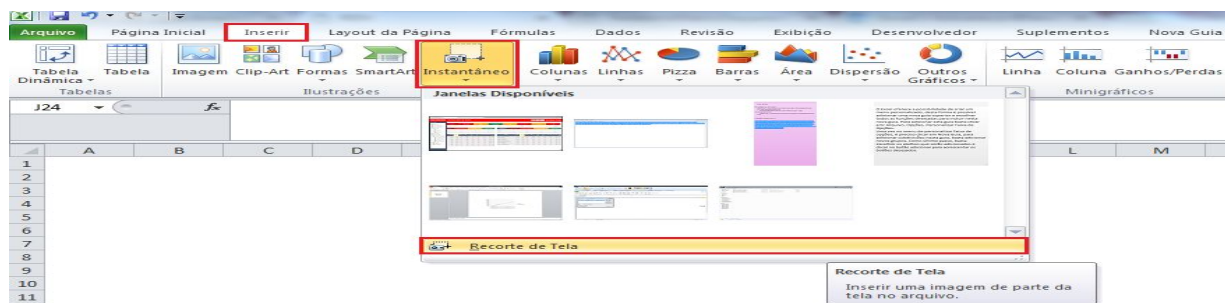 Arquivo Página Inicial Inserir Layout da Página Fórmulas Dados Revisão Exibição Desenvolvedor Suplementos Nova Guia
Tabela Dinâmica Tabela Imagem Clip-Art Formas SmartArt Instantâneo Colunas Linhas Pizza Barras Área Dispersão Outros Gráficos Linha Coluna Ganhos/Perdas
Tabelas Ilustrações Minigráficos
J24 fx
Janelas Disponíveis
A B C D L M
1
2
3
4
5
6
7
Recorte de Tela
8
9
Recorte de Tela
10
Inserir uma imagem de parte da
11
tela no arquivo.